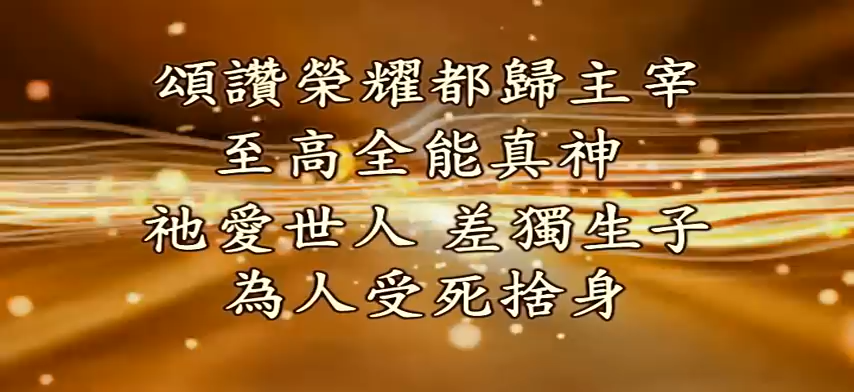 頌讚榮耀都歸主宰
至高全能真神
祂愛世人 差獨生子
為人受死捨身